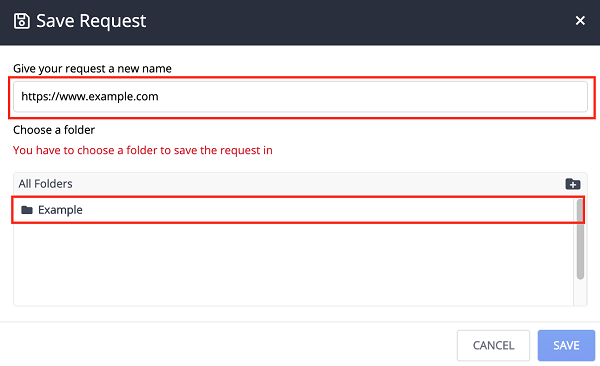 Save Request
Give your request a new name
https://www.example.com
Choose a folder
You have to choose a folder to save the request in
All Folders
Example
CANCEL SAVE